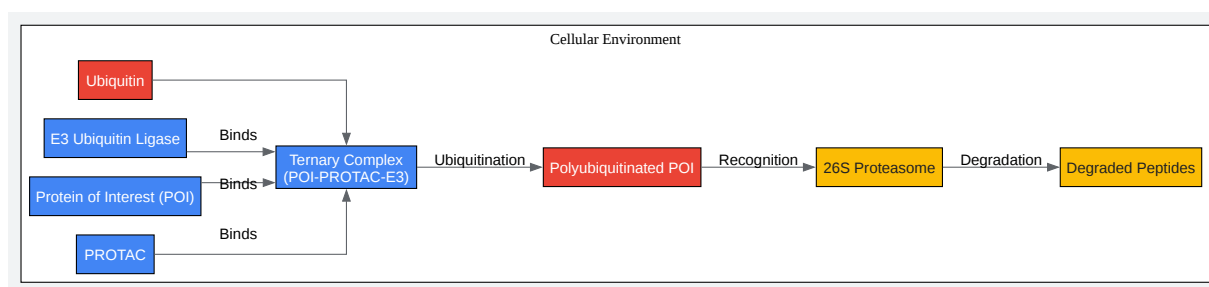 Cellular Environment
Ubiquitin
E3 Ubiquitin Ligase
Binds
Protein of Interest (POI)
Binds
PROTAC
Binds
Ternary Complex
(POI-PROTAC-E3)
Ubiquitination
Polyubiquitinated POI
Recognition
26S Proteasome
Degradation
Degraded Peptides